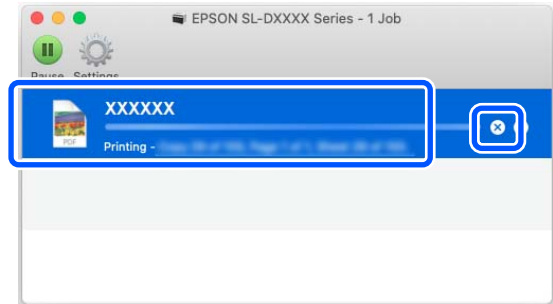 EPSON SL-DXXXX Series - 1 Job
Pause Settings
XXXXXX
PDF
Printing -